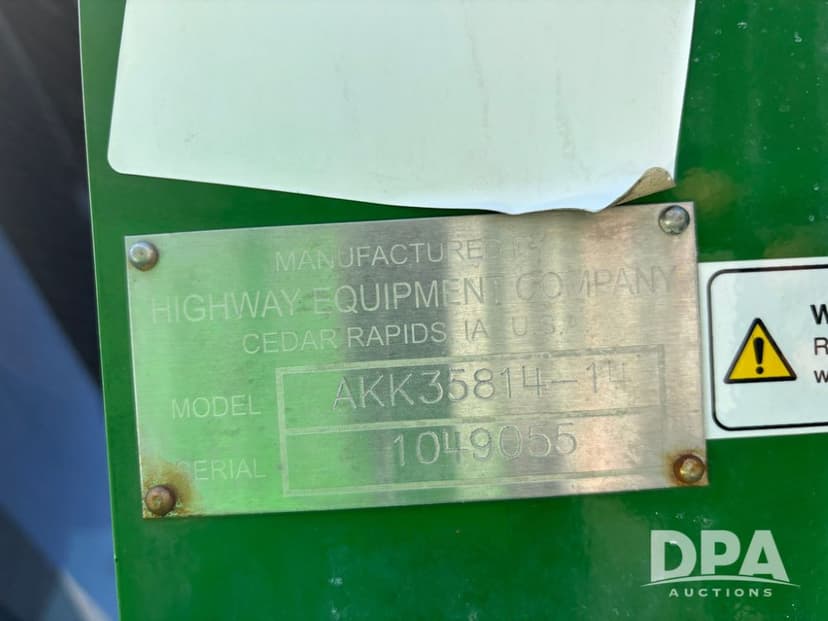 MANUFACTURED BY
HIGHWAY EQUIPMENT COMPANY
CEDAR RAPIDS, IA U.S.A.
MODEL AKK35814-14
SERIAL 1049055
W
R
w
DPA
AUCTIONS